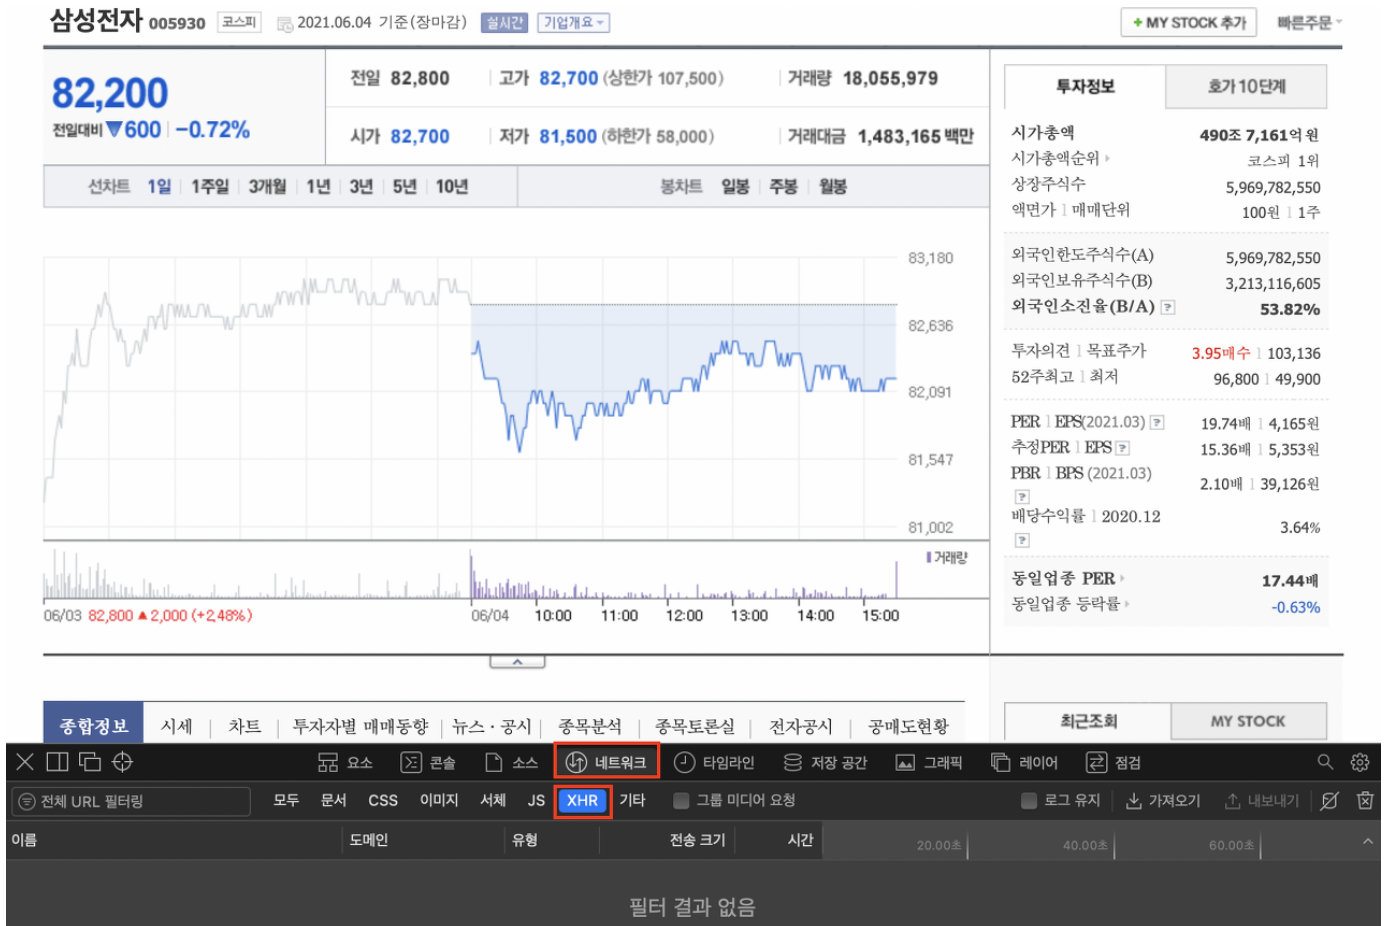 삼성전자 005930 코스피 2021.06.04 기준(장마감) 실시간 기업개요
+ MY STOCK 추가 빠른주문
82,200
전일대비 ▼600 -0.72%
전일 82,800 고가 82,700 (상한가 107,500) 거래량 18,055,979
시가 82,700 저가 81,500 (하한가 58,000) 거래대금 1,483,165 백만
선차트 1일 1주일 3개월 1년 3년 5년 10년
봉차트 일봉 주봉 월봉
83,180
82,636
82,091
81,547
81,002
거래량
06/03 82,800 ▲2,000 (+2.48%)
06/04 10:00 11:00 12:00 13:00 14:00 15:00
투자정보 호가 10단계
시가총액 490조 7,161억 원
시가총액순위 코스피 1위
상장주식수 5,969,782,550
액면가 l 매매단위 100원 l 1주
외국인한도주식수(A) 5,969,782,550
외국인보유주식수(B) 3,213,116,605
외국인소진율(B/A) ? 53.82%
투자의견 l 목표주가 3.95매수 l 103,136
52주최고 l 최저 96,800 l 49,900
PER l EPS(2021.03) ? 19.74배 l 4,165원
추정PER l EPS ? 15.36배 l 5,353원
PBR l BPS (2021.03) ? 2.10배 l 39,126원
배당수익률 l 2020.12 ? 3.64%
동일업종 PER 17.44배
동일업종 등락률 -0.63%
종합정보 시세 차트 투자자별 매매동향 뉴스 · 공시 종목분석 종목토론실 전자공시 공매도현황
최근조회 MY STOCK
요소 콘솔 소스 네트워크 타임라인 저장 공간 그래픽 레이어 점검
전체 URL 필터링 모두 문서 CSS 이미지 서체 JS XHR 기타 그룹 미디어 요청 로그 유지 가져오기 내보내기
이름 도메인 유형 전송 크기 시간 20.00초 40.00초 60.00초
필터 결과 없음